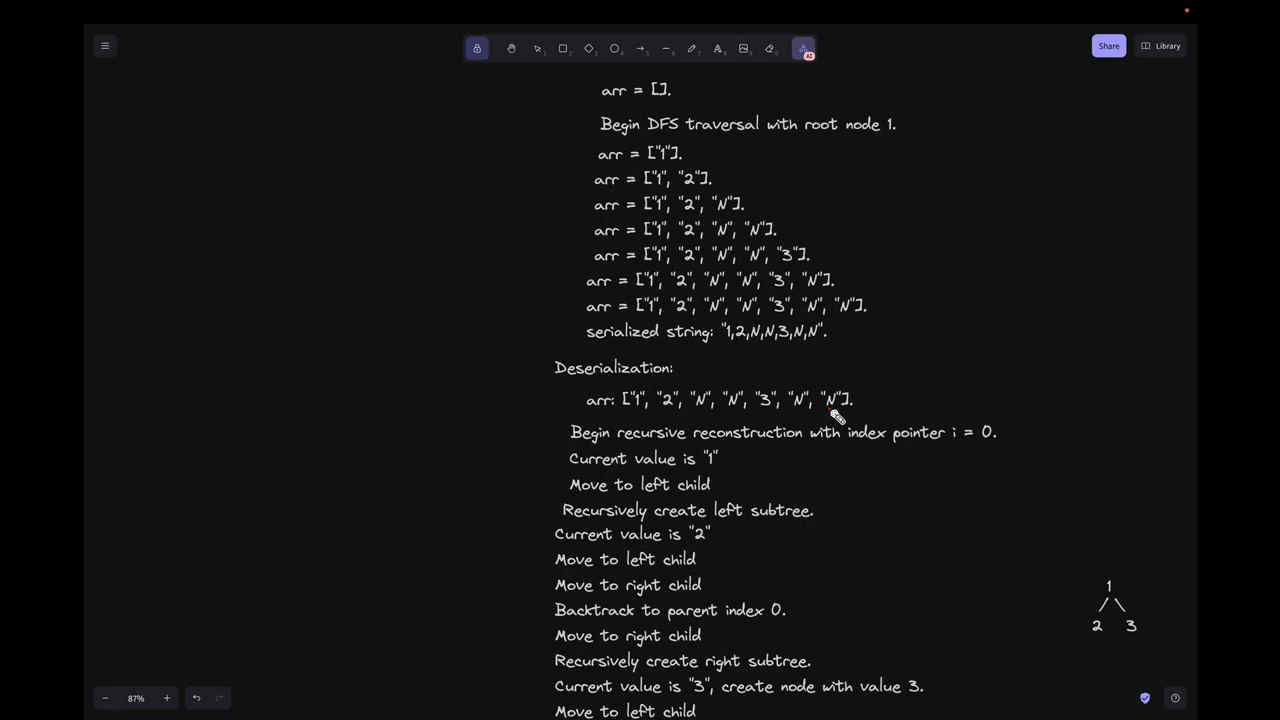 Share
Library
AI
arr = [].
Begin DFS traversal with root node 1.
arr = ["1"].
arr = ["1", "2"].
arr = ["1", "2", "N"].
arr = ["1", "2", "N", "N"].
arr = ["1", "2", "N", "N", "3"].
arr = ["1", "2", "N", "N", "3", "N"].
arr = ["1", "2", "N", "N", "3", "N", "N"].
serialized string: "1,2,N,N,3,N,N".
Deserialization:
arr: ["1", "2", "N", "N", "3", "N", "N"].
Begin recursive reconstruction with index pointer i = 0.
Current value is "1"
Move to left child
Recursively create left subtree.
Current value is "2"
Move to left child
Move to right child
Backtrack to parent index 0.
Move to right child
Recursively create right subtree.
Current value is "3", create node with value 3.
Move to left child
1
2 3
87%